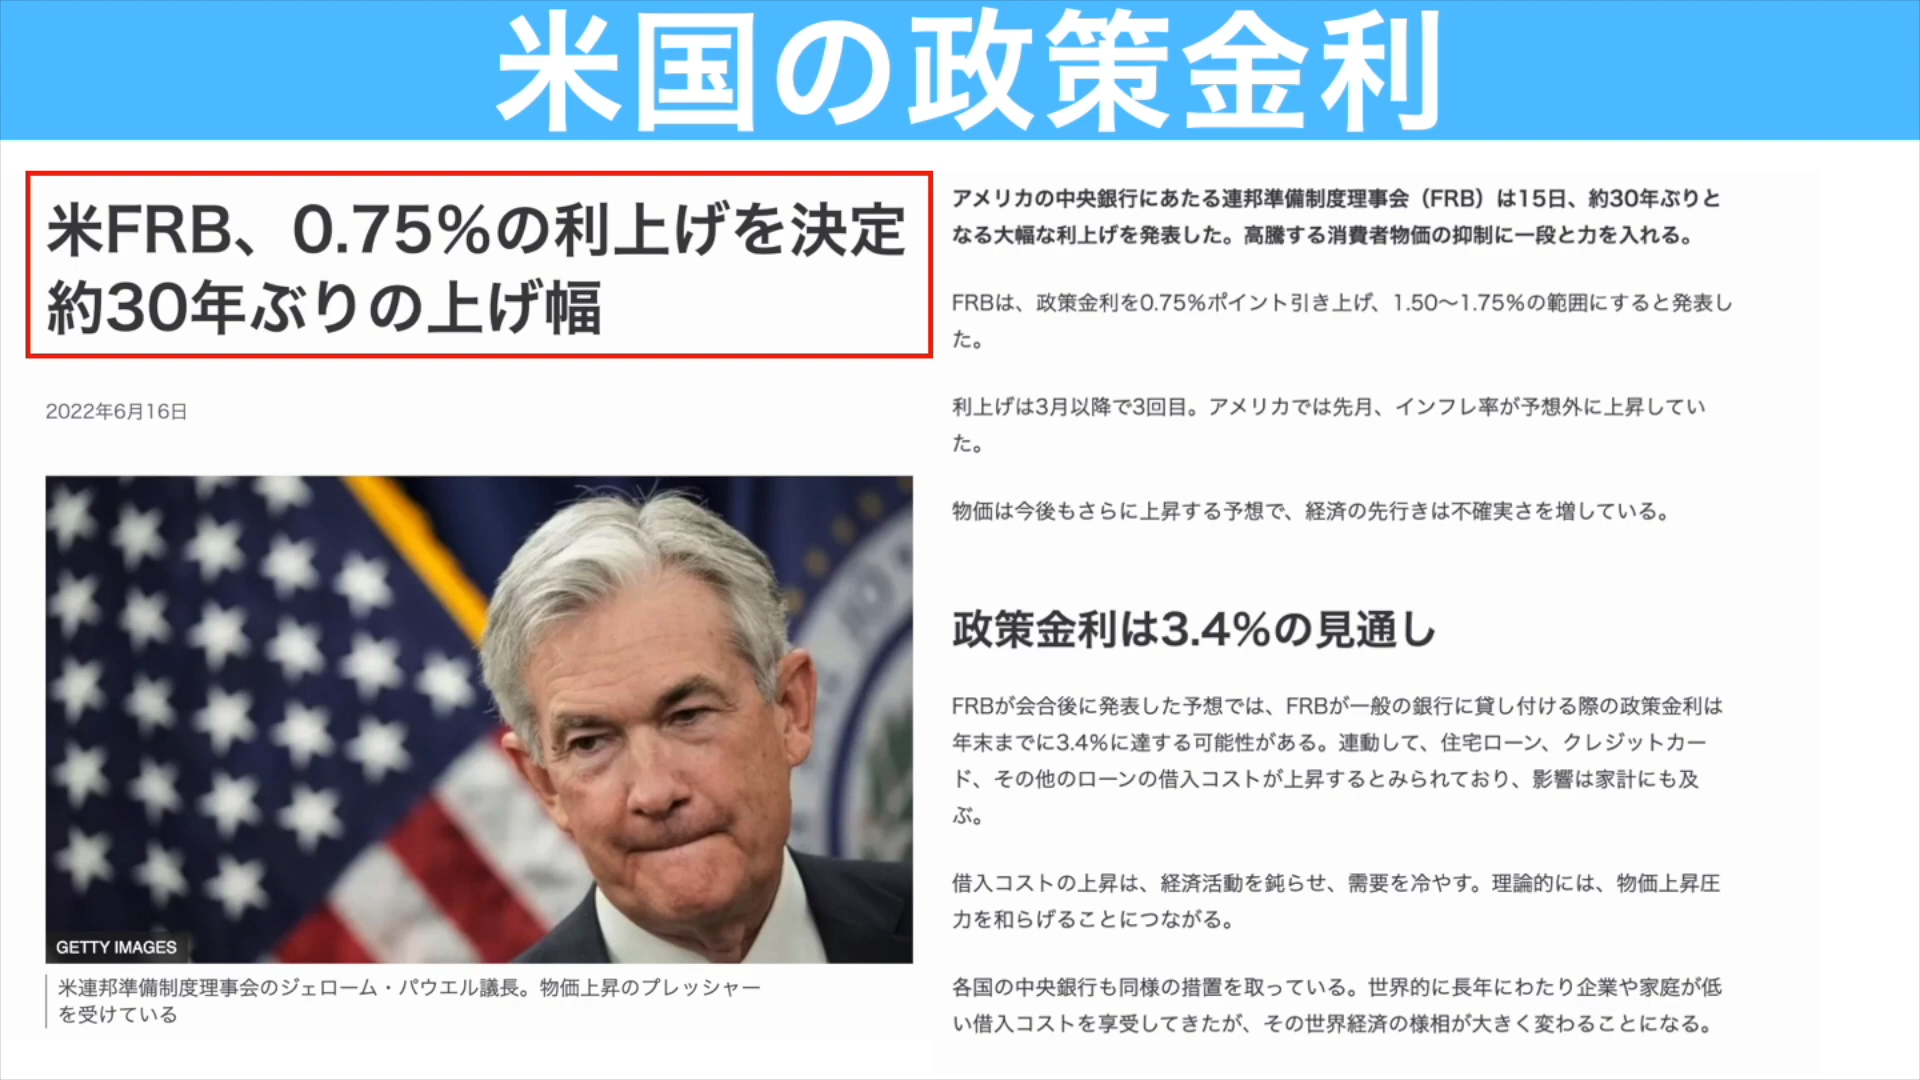 米国の政策金利
米FRB、0.75%の利上げを決定
約30年ぶりの上げ幅
2022年6月16日
GETTY IMAGES
米連邦準備制度理事会のジェローム・パウエル議長。物価上昇のプレッシャー
を受けている
アメリカの中央銀行にあたる連邦準備制度理事会（FRB）は15日、約30年ぶりと
なる大幅な利上げを発表した。高騰する消費者物価の抑制に一段と力を入れる。
FRBは、政策金利を0.75%ポイント引き上げ、1.50〜1.75%の範囲にすると発表し
た。
利上げは3月以降で3回目。アメリカでは先月、インフレ率が予想外に上昇してい
た。
物価は今後もさらに上昇する予想で、経済の先行きは不確実さを増している。
政策金利は3.4%の見通し
FRBが会合後に発表した予想では、FRBが一般の銀行に貸し付ける際の政策金利は
年末までに3.4%に達する可能性がある。連動して、住宅ローン、クレジットカー
ド、その他のローンの借入コストが上昇するとみられており、影響は家計にも及
ぶ。
借入コストの上昇は、経済活動を鈍らせ、需要を冷やす。理論的には、物価上昇圧
力を和らげることにつながる。
各国の中央銀行も同様の措置を取っている。世界的に長年にわたり企業や家庭が低
い借入コストを享受してきたが、その世界経済の様相が大きく変わることになる。